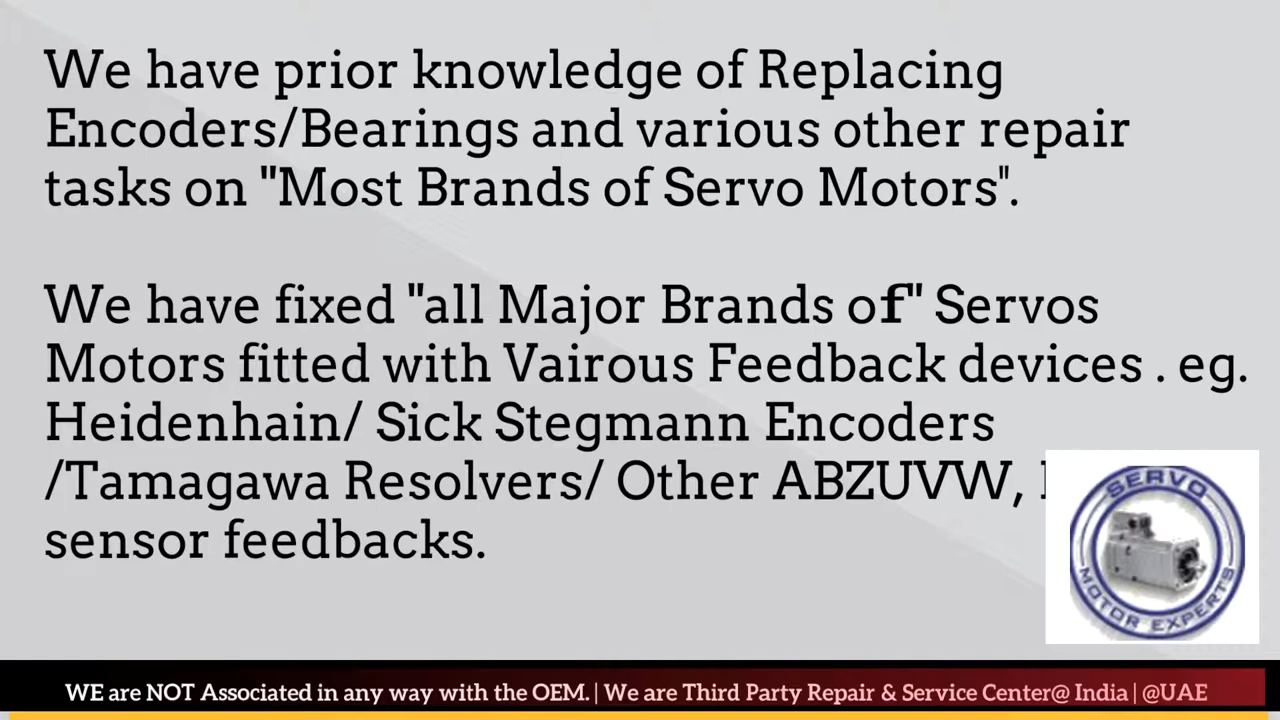 We have prior knowledge of Replacing
Encoders/Bearings and various other repair
tasks on "Most Brands of Servo Motors".
We have fixed "all Major Brands of" Servos
Motors fitted with Vairous Feedback devices . eg.
Heidenhain/ Sick Stegmann Encoders
/Tamagawa Resolvers/ Other ABZUVW,
sensor feedbacks.
SERVO
MOTOR EXPERTS
WE are NOT Associated in any way with the OEM. | We are Third Party Repair & Service Center@ India | @UAE